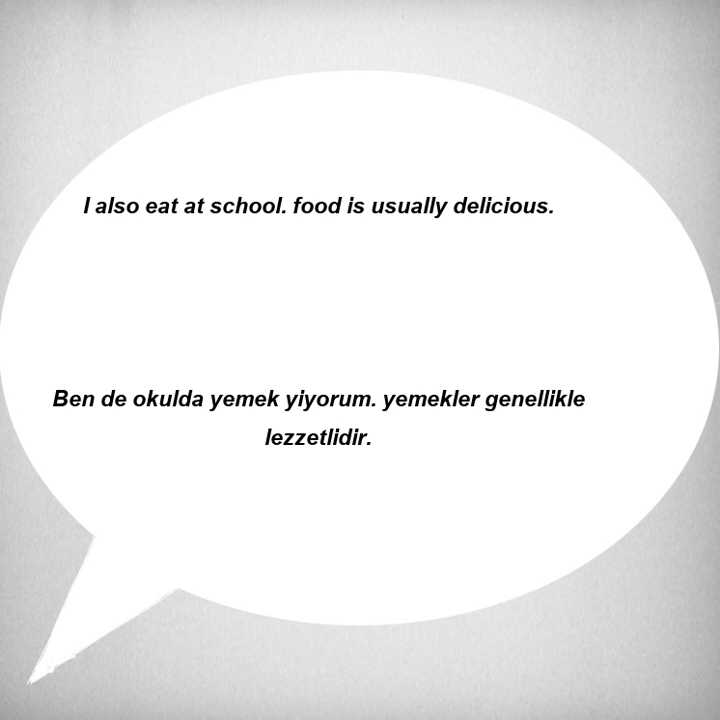 I also eat at school. food is usually delicious.
Ben de okulda yemek yiyorum. yemekler genellikle
lezzetlidir.